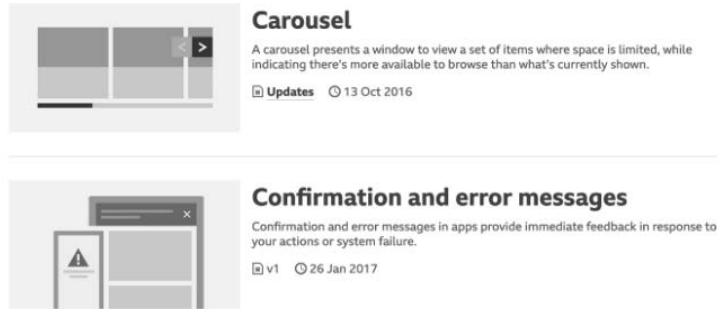 Carousel
A carousel presents a window to view a set of items where space is limited, while
indicating there's more available to browse than what's currently shown.
Updates 13 Oct 2016
Confirmation and error messages
Confirmation and error messages in apps provide immediate feedback in response to
your actions or system failure.
v1 26 Jan 2017